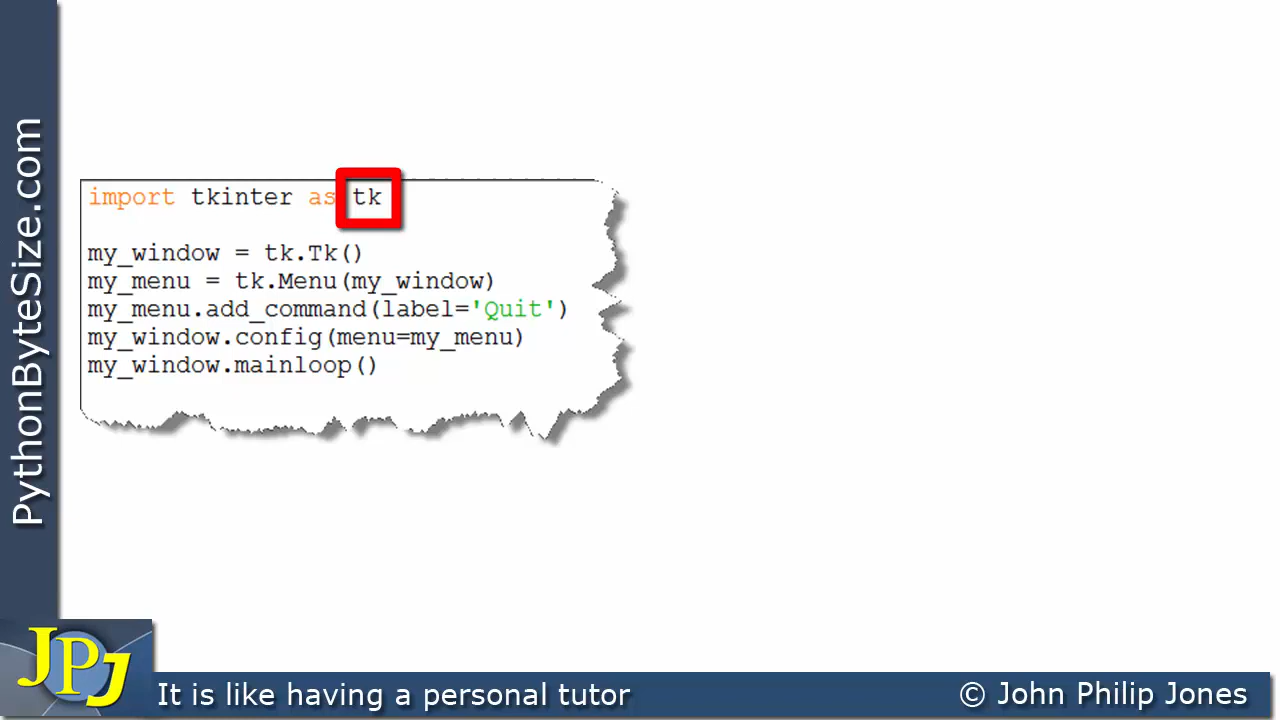 PythonByteSize.com
import tkinter as tk
my_window = tk.Tk()
my_menu = tk.Menu(my_window)
my_menu.add_command(label='Quit')
my_window.config(menu=my_menu)
my_window.mainloop()
JPJ
It is like having a personal tutor
© John Philip Jones